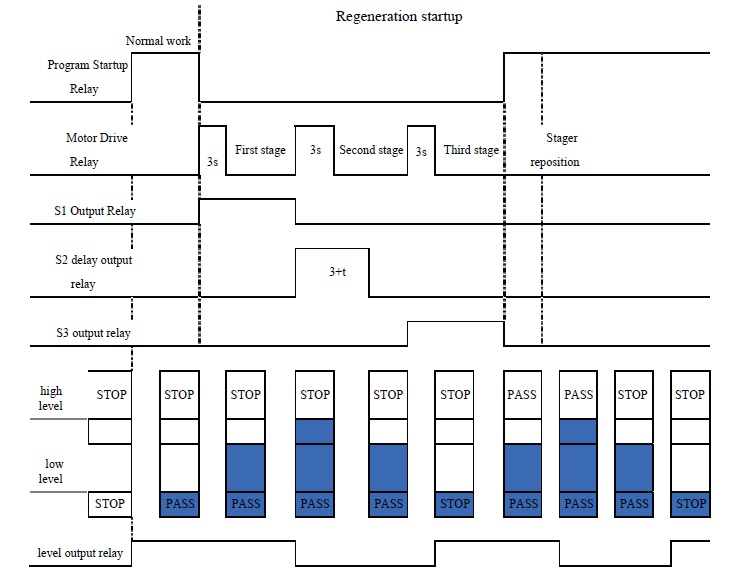 Regeneration startup
Normal work
Program Startup
Relay
Motor Drive
Relay
3s
First stage
3s
Second stage
3s
Third stage
Stager
reposition
S1 Output Relay
S2 delay output
relay
3+t
S3 output relay
high
level
STOP STOP STOP STOP STOP STOP PASS PASS STOP STOP
low
level
STOP PASS PASS PASS PASS STOP PASS PASS PASS STOP
level output relay